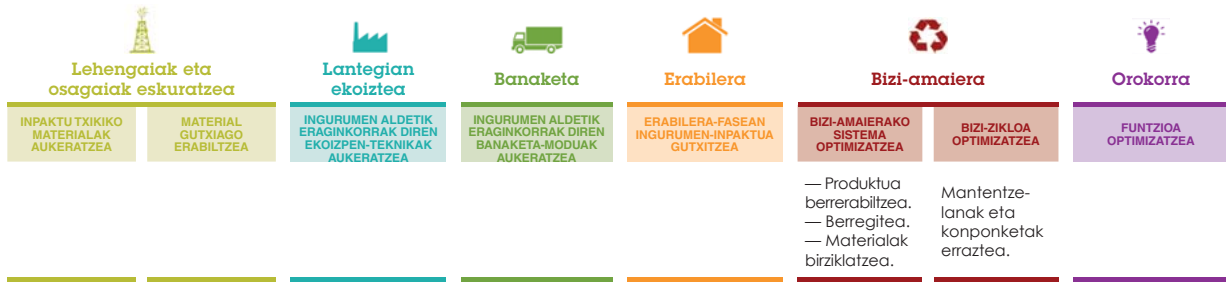 Lehengaiak eta
osagaiak eskuratzea
Lantegian
ekoiztea
Banaketa
Erabilera
Bizi-amaiera
Orokorra
INPAKTU TXIKIKO
MATERIALAK
AUKERATZEA
MATERIAL
GUTXIAGO
ERABILTZEA
INGURUMEN ALDETIK
ERAGINKORRAK DIREN
EKOIZPEN-TEKNIKAK
AUKERATZEA
INGURUMEN ALDETIK
ERAGINKORRAK DIREN
BANAKETA-MODUAK
AUKERATZEA
ERABILERA-FASEAN
INGURUMEN-INPAKTUA
GUTXITZEA
BIZI-AMAIERAKO
SISTEMA
OPTIMIZATZEA
BIZI-ZIKLOA
OPTIMIZATZEA
FUNTZIOA
OPTIMIZATZEA
— Produktua
berrerabiltzea.
— Berregitea.
— Materialak
birziklatzea.
Mantentze-
lanak eta
konponketak
erraztea.